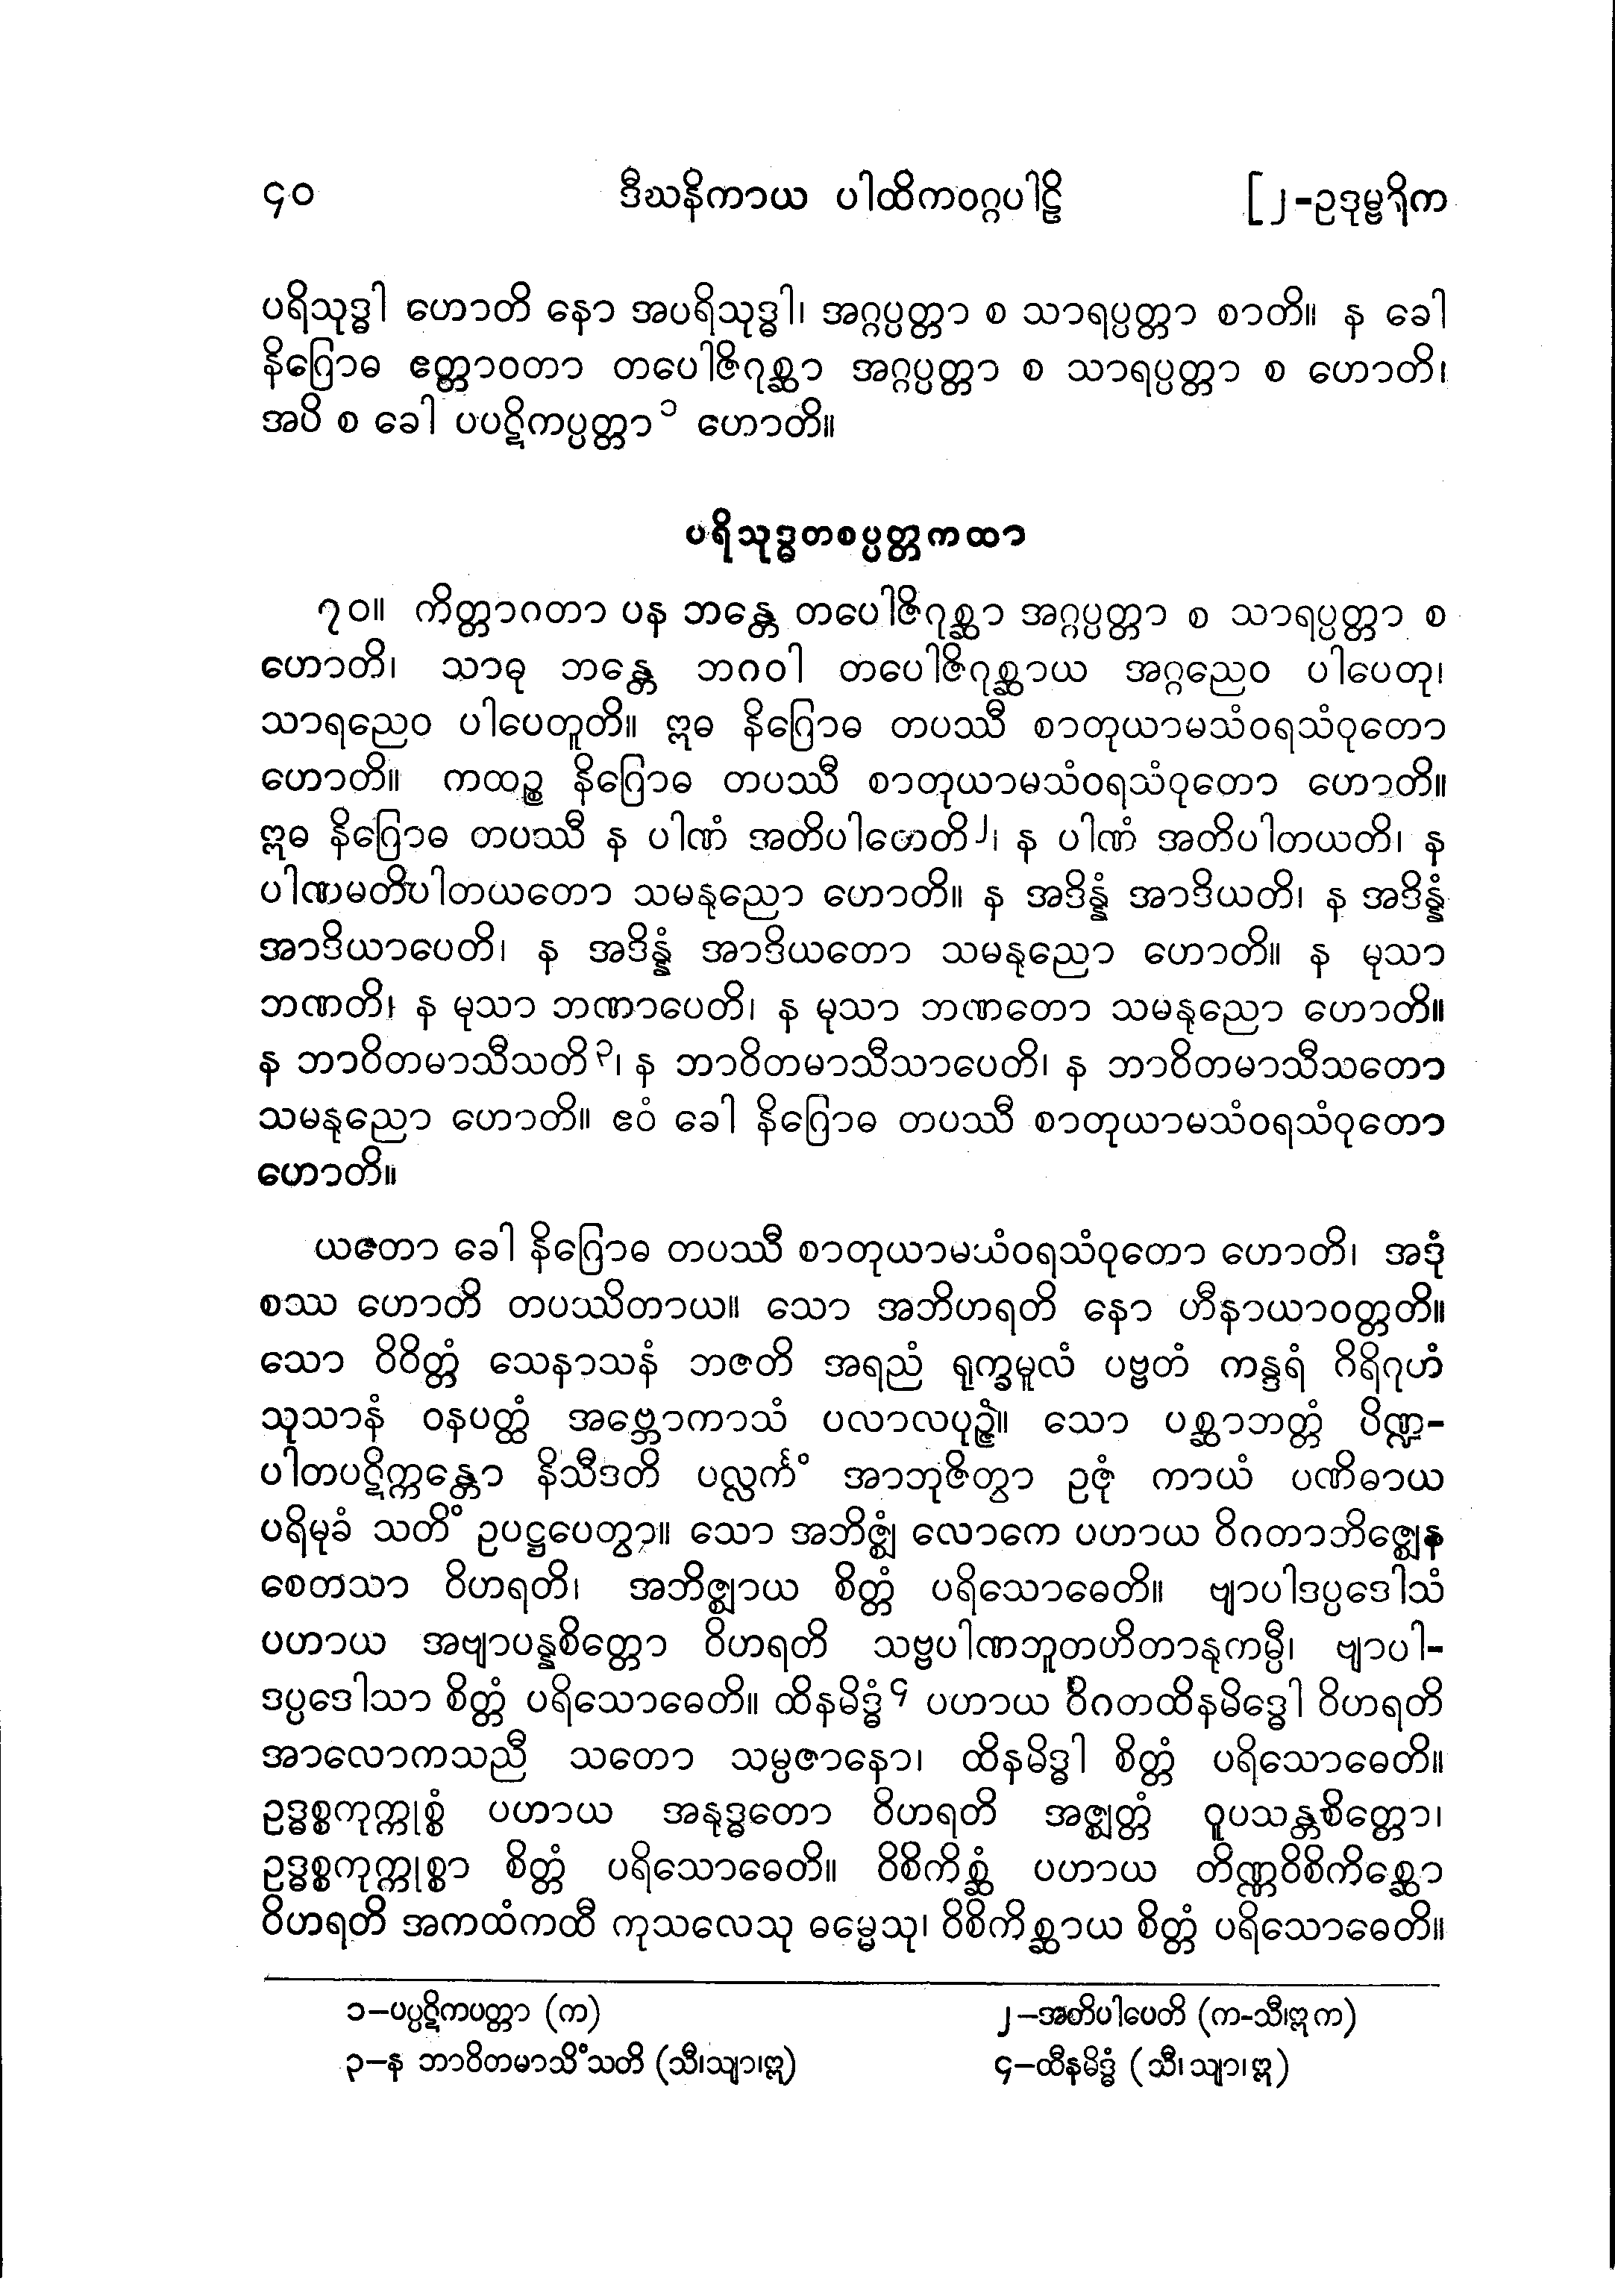 ၄၀ ဒီဃနိကာယ ပါထိကဝဂ္ဂပါဠိ [၂-ဥဒုမ္ဗရိက
ပရိသုဒ္ဓါ ဟောတိ နော အပရိသုဒ္ဓါ၊ အဂ္ဂပ္ပတ္တာ စ သာရပ္ပတ္တာ စာတိ။ န ခေါ
နိဂြောဓ ဧတ္တာဝတာ တပေါဇိဂုစ္ဆာ အဂ္ဂပ္ပတ္တာ စ သာရပ္ပတ္တာ စ ဟောတိ၊
အပိ စ ခေါ ပပဋိကပ္ပတ္တာ၁ ဟောတိ။
ပရိသုဒ္ဓတစပ္ပတ္တကထာ
၇၀။ ကိတ္တာဂတာ ပန ဘန္တေ တပေါဇိဂုစ္ဆာ အဂ္ဂပ္ပတ္တာ စ သာရပ္ပတ္တာ စ
ဟောတိ၊ သာဓု ဘန္တေ ဘဂဝါ တပေါဇိဂုစ္ဆာယ အဂ္ဂညေဝ ပါပေတု၊
သာရညေဝ ပါပေတူတိ။ ဣဓ နိဂြောဓ တပဿီ စာတုယာမသံဝရသံဝုတော
ဟောတိ။ ကထဉ္စ နိဂြောဓ တပဿီ စာတုယာမသံဝရသံဝုတော ဟောတိ။
ဣဓ နိဂြောဓ တပဿီ န ပါဏံ အတိပါတေတိ၂၊ န ပါဏံ အတိပါတယတိ၊ န
ပါဏမတိပါတယတော သမနုညော ဟောတိ။ န အဒိန္နံ အာဒိယတိ၊ န အဒိန္နံ
အာဒိယာပေတိ၊ န အဒိန္နံ အာဒိယတော သမနုညော ဟောတိ။ န မုသာ
ဘဏတိ၊ န မုသာ ဘဏာပေတိ၊ န မုသာ ဘဏတော သမနုညော ဟောတိ။
န ဘာဝိတမာသီသတိ၃၊ န ဘာဝိတမာသီသာပေတိ၊ န ဘာဝိတမာသီသတော
သမနုညော ဟောတိ။ ဧဝံ ခေါ နိဂြောဓ တပဿီ စာတုယာမသံဝရသံဝုတော
ဟောတိ။
ယတော ခေါ နိဂြောဓ တပဿီ စာတုယာမသံဝရသံဝုတော ဟောတိ၊ အဒုံ
စဿ ဟောတိ တပဿိတာယ။ သော အဘိဟရတိ နော ဟီနာယာဝတ္တတိ။
သော ဝိဝိတ္တံ သေနာသနံ ဘဇတိ အရညံ ရုက္ခမူလံ ပဗ္ဗတံ ကန္ဒရံ ဂိရိဂုဟံ
သုသာနံ ဝနပတ္ထံ အဗ္ဘောကာသံ ပလာလပုဉ္ဇံ။ သော ပစ္ဆာဘတ္တံ ပိဏ္ဍ-
ပါတပဋိက္ကန္တော နိသီဒတိ ပလ္လင်္ကံ အာဘုဇိတွာ ဥဇုံ ကာယံ ပဏိဓာယ
ပရိမုခံ သတိံ ဥပဋ္ဌပေတွာ။ သော အဘိဇ္ဈံ လောကေ ပဟာယ ဝိဂတာဘိဇ္ဈေန
စေတသာ ဝိဟရတိ၊ အဘိဇ္ဈာယ စိတ္တံ ပရိသောဓေတိ။ ဗျာပါဒပ္ပဒေါသံ
ပဟာယ အဗျာပန္နစိတ္တော ဝိဟရတိ သဗ္ဗပါဏဘူတဟိတာနုကမ္ပီ၊ ဗျာပါ-
ဒပ္ပဒေါသာ စိတ္တံ ပရိသောဓေတိ။ ထိနမိဒ္ဓံ၄ ပဟာယ ဝိဂတထိနမိဒ္ဓေါ ဝိဟရတိ
အာလောကသညီ သတော သမ္ပဇာနော၊ ထိနမိဒ္ဓါ စိတ္တံ ပရိသောဓေတိ။
ဥဒ္ဓစ္စကုက္ကုစ္စံ ပဟာယ အနုဒ္ဓတော ဝိဟရတိ အဇ္ဈတ္တံ ဝူပသန္တစိတ္တော၊
ဥဒ္ဓစ္စကုက္ကုစ္စာ စိတ္တံ ပရိသောဓေတိ။ ဝိစိကိစ္ဆံ ပဟာယ တိဏ္ဏဝိစိကိစ္ဆော
ဝိဟရတိ အကထံကထီ ကုသလေသု ဓမ္မေသု၊ ဝိစိကိစ္ဆာယ စိတ္တံ ပရိသောဓေတိ။
၁–ပပ္ပဋိကပတ္တာ (က) ၂–အတိပါပေတိ (က-သီ၊ဣ က)
၃–န ဘာဝိတမာသိံသတိ (သီ၊သျာ၊ဣ) ၄–ထီနမိဒ္ဓံ (သီ၊ သျာ၊ ဣ)